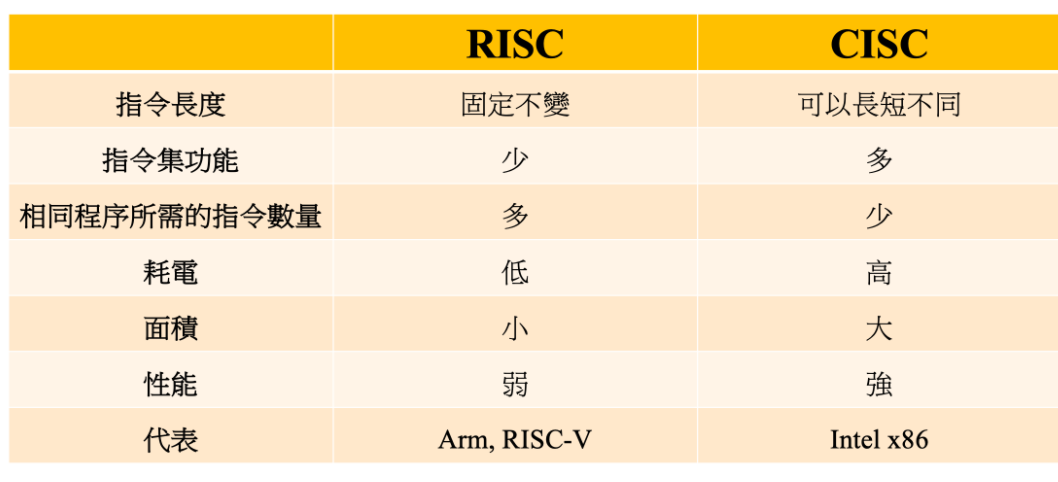 RISC CISC
指令長度 固定不變 可以長短不同
指令集功能 少 多
相同程序所需的指令數量 多 少
耗電 低 高
面積 小 大
性能 弱 強
代表 Arm, RISC-V Intel x86